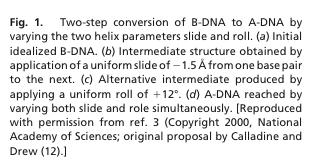 Fig. 1. Two-step conversion of B-DNA to A-DNA by
varying the two helix parameters slide and roll. (a) Initial
idealized B-DNA. (b) Intermediate structure obtained by
application of a uniform slide of −1.5 Å from one base pair
to the next. (c) Alternative intermediate produced by
applying a uniform roll of +12°. (d) A-DNA reached by
varying both slide and role simultaneously. [Reproduced
with permission from ref. 3 (Copyright 2000, National
Academy of Sciences; original proposal by Calladine and
Drew (12).]